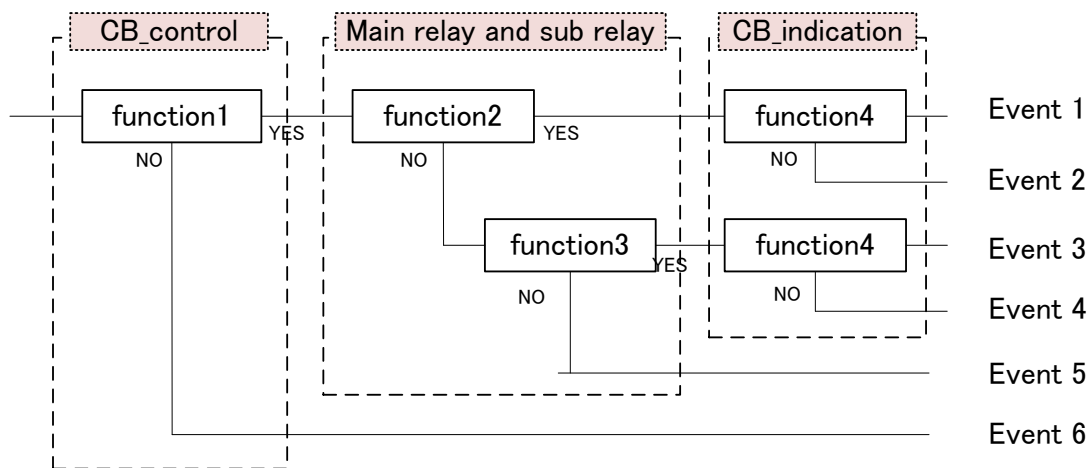 CB_control
Main relay and sub relay
CB_indication
function1
YES
NO
function2
YES
NO
function4
NO
Event 1
Event 2
function3
YES
NO
function4
NO
Event 3
Event 4
Event 5
Event 6